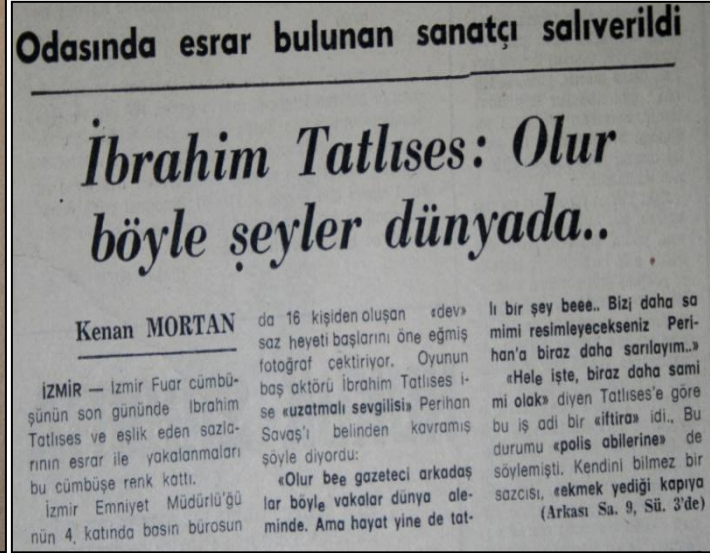 Odasında esrar bulunan sanatçı salıverildi
İbrahim Tatlıses: Olur
böyle şeyler dünyada..
Kenan MORTAN
İZMİR — Izmir Fuar cümbü-
şünün son gününde Ibrahim
Tatlıses ve eşlik eden sazla-
rının esrar ile yakalanmaları
bu cümbüşe renk kattı.
İzmir Emniyet Müdürlü'ğü
nün 4. katında basın bürosun
da 16 kişiden oluşan «dev»
saz heyeti başlarını öne eğmiş
fotoğraf çektiriyor. Oyunun
baş aktörü İbrahim Tatlıses i-
se «uzatmalı sevgilisi» Perihan
Savaş'ı belinden kavramış
şöyle diyordu:
«Olur bee gazeteci arkadaş
lar böyle vakalar dünya ale-
minde. Ama hayat yine de tat-
lı bir şey beee.. Bizi daha sa
mimi resimleyecekseniz Peri-
han'a biraz daha sarılayım..»
«Hele işte, biraz daha sami
mi olak» diyen Tatlıses'e göre
bu iş adi bir «iftira» idi., Bu
durumu «polis abilerine» de
söylemişti. Kendini bilmez bir
sazcısı, «ekmek yediği kapıya
(Arkası Sa. 9, Sü. 3'de)